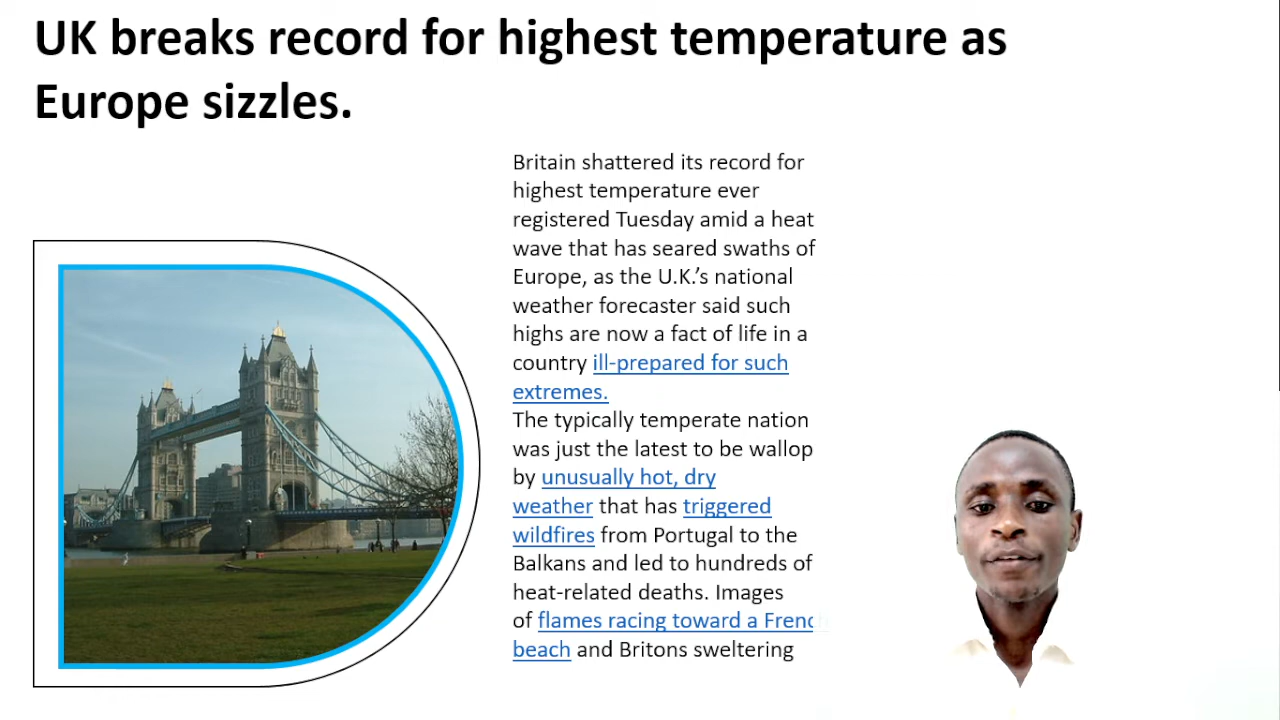 UK breaks record for highest temperature as
Europe sizzles.
Britain shattered its record for
highest temperature ever
registered Tuesday amid a heat
wave that has seared swaths of
Europe, as the U.K.’s national
weather forecaster said such
highs are now a fact of life in a
country ill-prepared for such
extremes.
The typically temperate nation
was just the latest to be wallop
by unusually hot, dry
weather that has triggered
wildfires from Portugal to the
Balkans and led to hundreds of
heat-related deaths. Images
of flames racing toward a French
beach and Britons sweltering